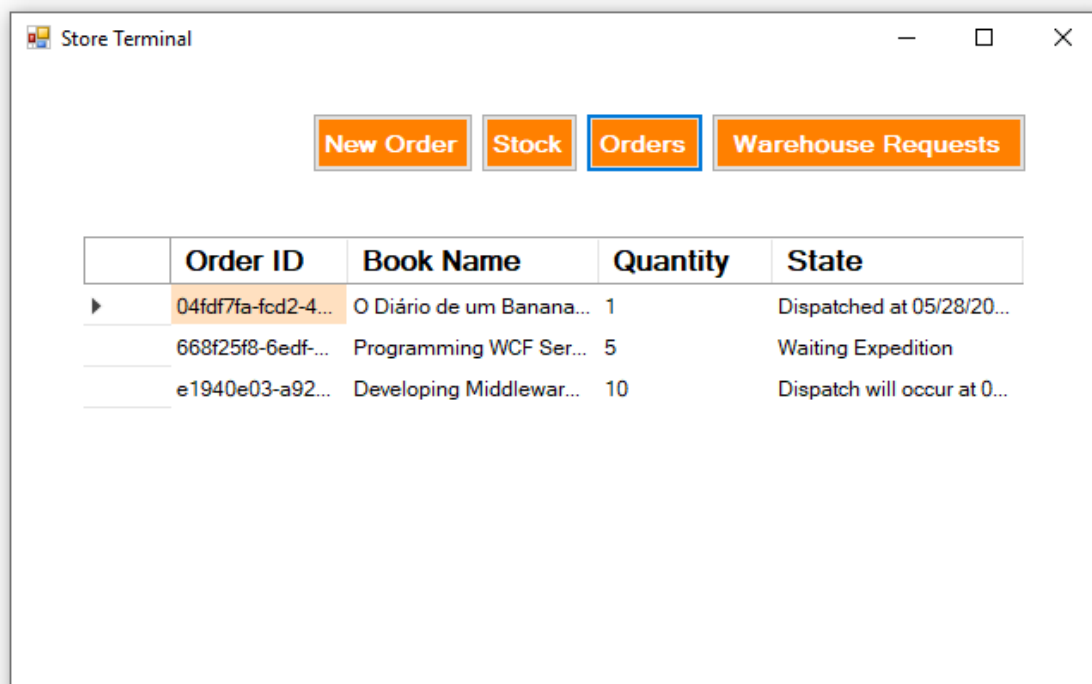 Store Terminal
New Order Stock Orders Warehouse Requests
Order ID Book Name Quantity State
04fdf7fa-fcd2-4... O Diário de um Banana... 1 Dispatched at 05/28/20...
668f25f8-6edf-... Programming WCF Ser... 5 Waiting Expedition
e1940e03-a92... Developing Middlewar... 10 Dispatch will occur at 0...